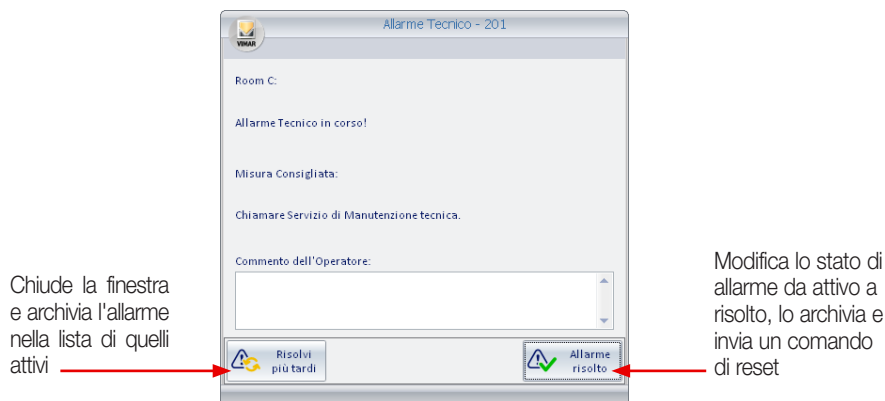 Allarme Tecnico - 201
VIMAR
Room C:
Allarme Tecnico in corso!
Misura Consigliata:
Chiamare Servizio di Manutenzione tecnica.
Commento dell'Operatore:
Risolvi
più tardi
Allarme
risolto
Chiude la finestra
e archivia l'allarme
nella lista di quelli
attivi
Modifica lo stato di
allarme da attivo a
risolto, lo archivia e
invia un comando
di reset